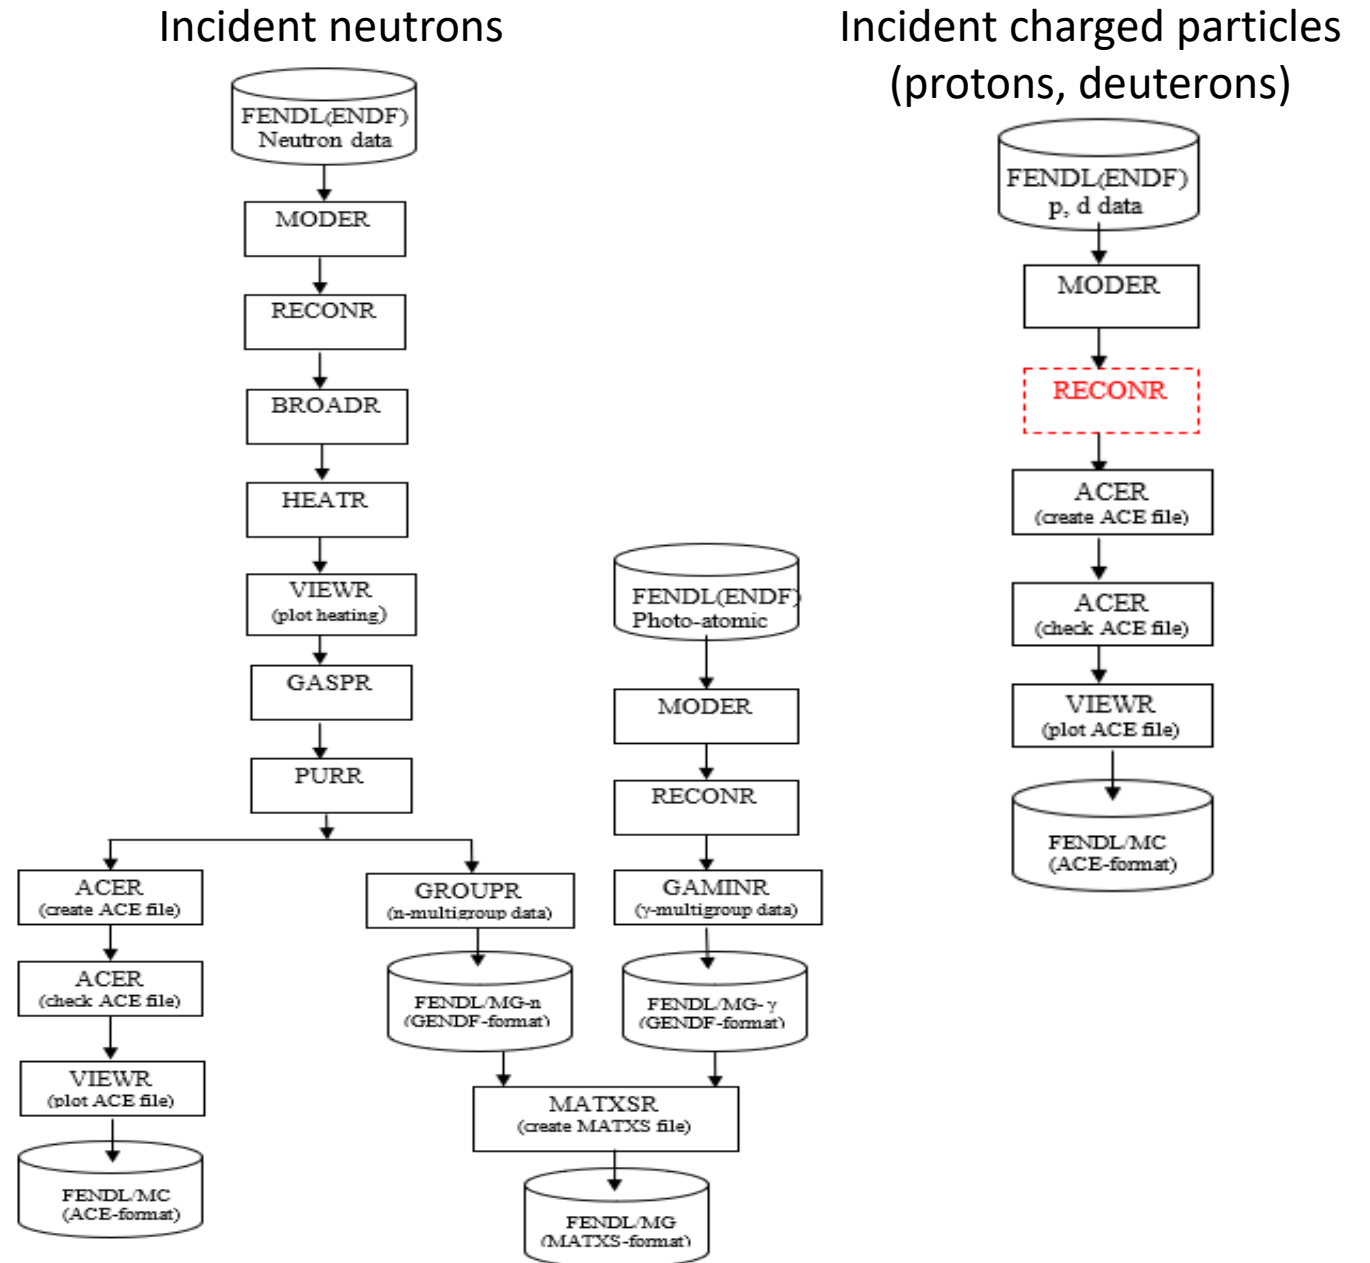 Incident neutrons
FENDL(ENDF)
Neutron data
MODER
RECONR
BROADR
HEATR
VIEWR
(plot heating)
GASPR
PURR
ACER
(create ACE file)
ACER
(check ACE file)
VIEWR
(plot ACE file)
FENDL/MC
(ACE-format)
GROUPR
(n-multigroup data)
FENDL/MG-n
(GENDF-format)
FENDL(ENDF)
Photo-atomic
MODER
RECONR
GAMINR
(γ-multigroup data)
FENDL/MG- γ
(GENDF-format)
MATXSR
(create MATXS file)
FENDL/MG
(MATXS-format)
Incident charged particles
(protons, deuterons)
FENDL(ENDF)
p, d data
MODER
RECONR
ACER
(create ACE file)
ACER
(check ACE file)
VIEWR
(plot ACE file)
FENDL/MC
(ACE-format)